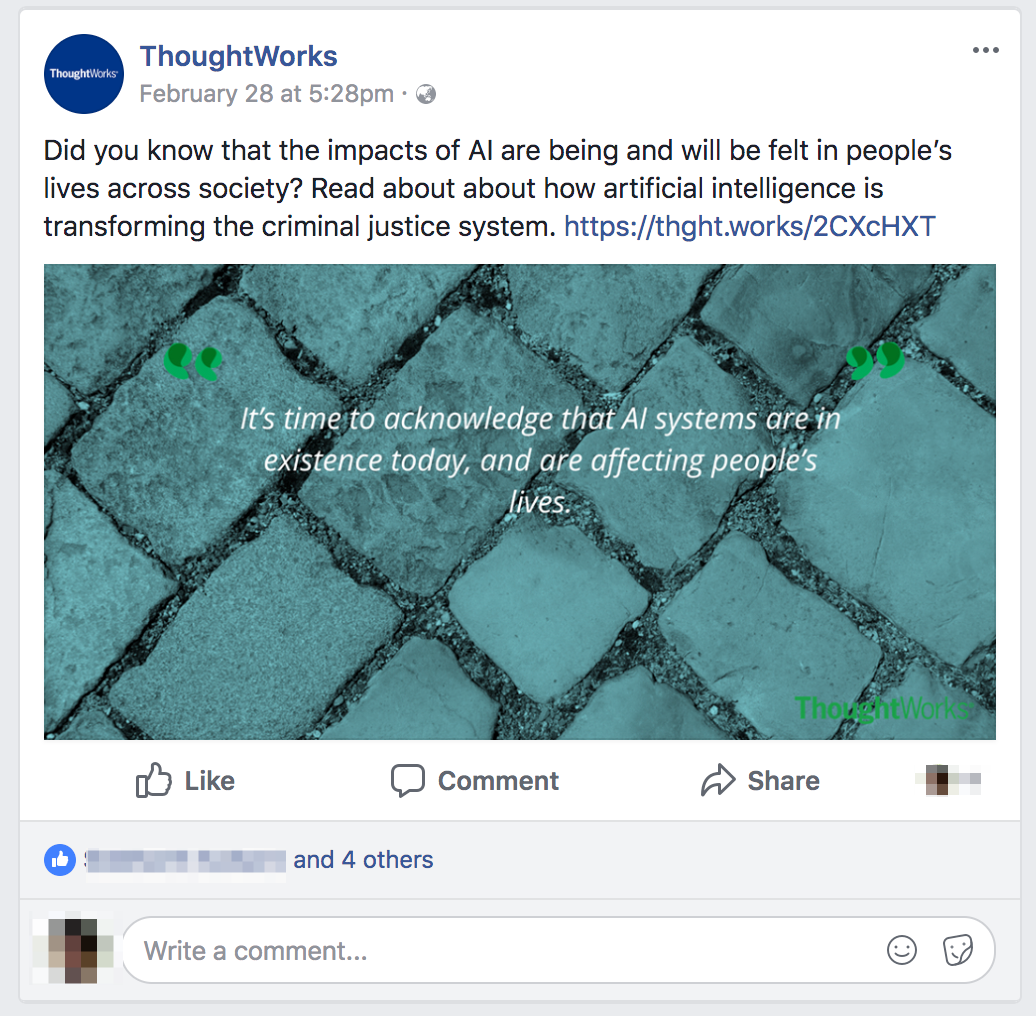 ThoughtWorks
ThoughtWorks
February 28 at 5:28pm ·
Did you know that the impacts of AI are being and will be felt in people's
lives across society? Read about about how artificial intelligence is
transforming the criminal justice system. https://thght.works/2CXcHXT
“ ”
It's time to acknowledge that AI systems are in
existence today, and are affecting people's
lives.
ThoughtWorks
Like Comment Share
and 4 others
Write a comment...